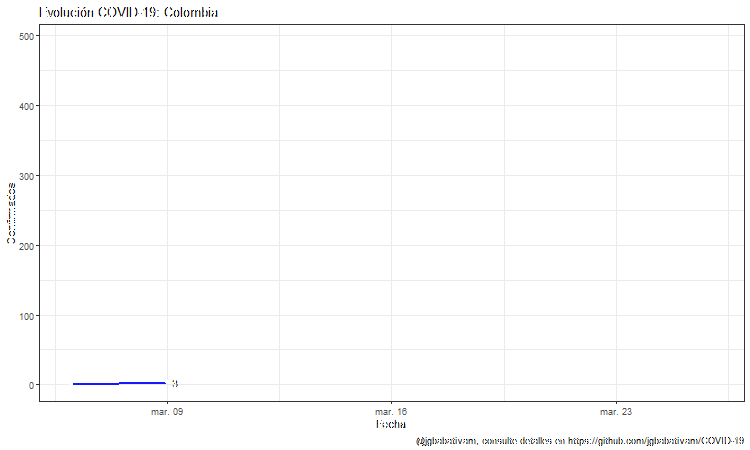 Evolución COVID-19: Colombia
500
400
300
200
100
0
Confirmados
3
mar. 09
mar. 16
mar. 23
Fecha
@jgbabativam, consulte detalles en https://github.com/jgbabativam/COVID-19